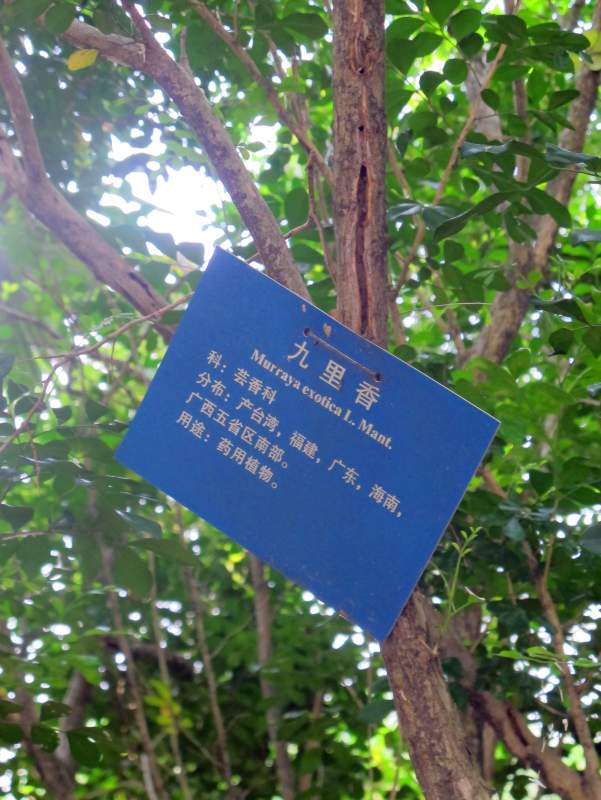 九里香
Murraya exotica L. Mant.
科：芸香科
分布：产台湾，福建，广东，海南，
广西五省区南部。
用途：药用植物。